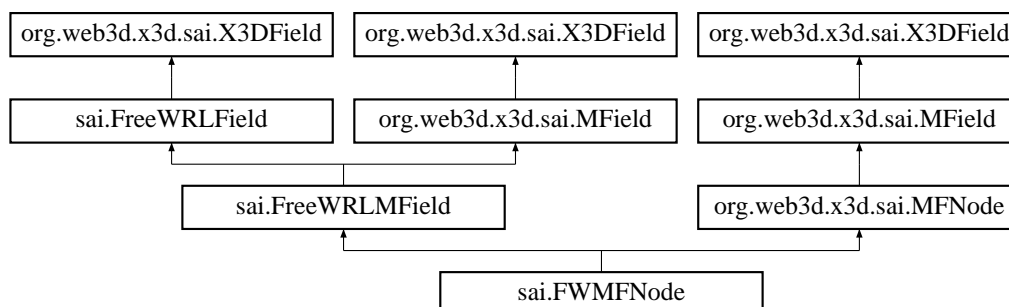 org.web3d.x3d.sai.X3DField
org.web3d.x3d.sai.X3DField
org.web3d.x3d.sai.X3DField
sai.FreeWRLField
org.web3d.x3d.sai.MField
org.web3d.x3d.sai.MField
sai.FreeWRLMField
org.web3d.x3d.sai.MFNode
sai.FWMFNode